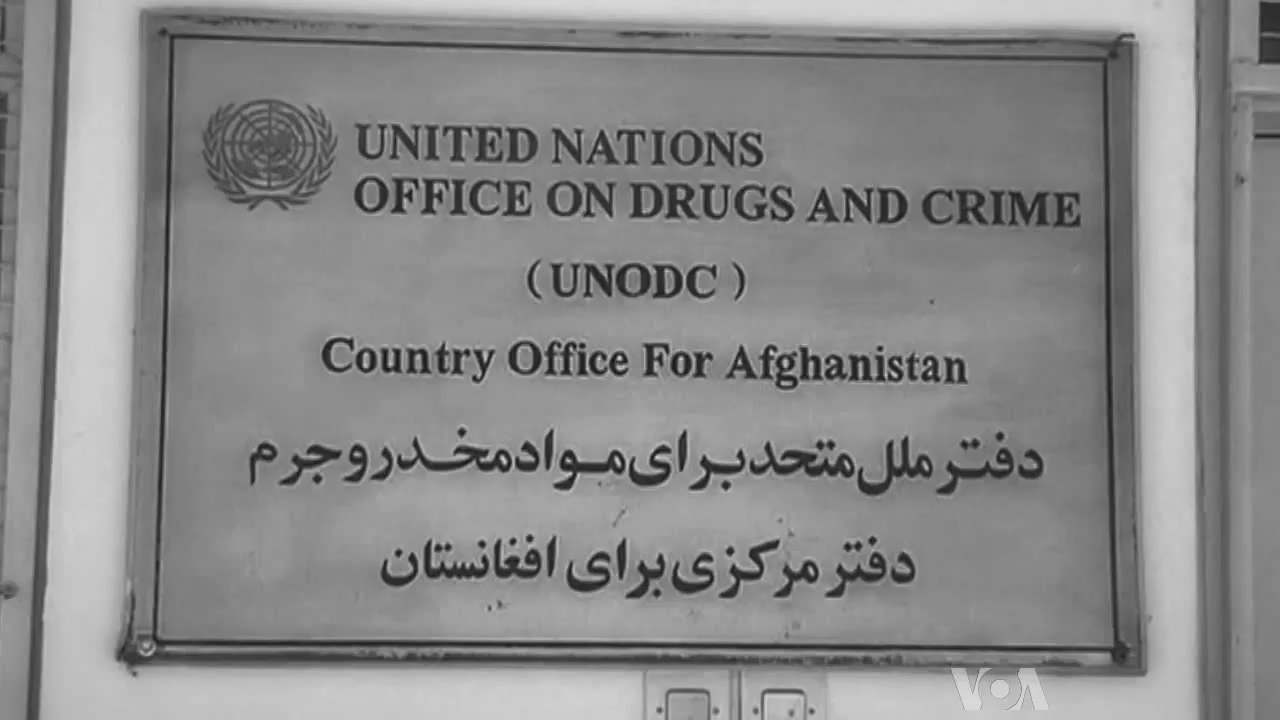 UNITED NATIONS
OFFICE ON DRUGS AND CRIME
( UNODC )
Country Office For Afghanistan
دفتر ملل متحد برای مواد مخدر و جرم
دفتر مرکزی برای افغانستان
VOA